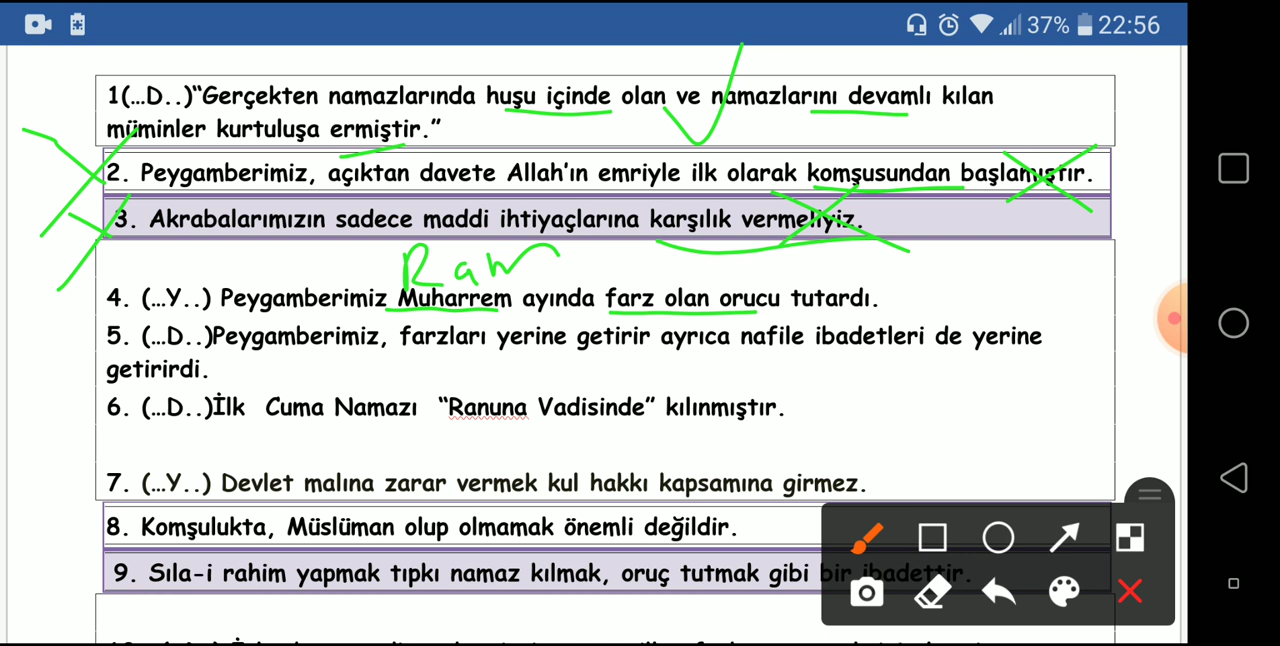 37% 22:56
1(...D..)“Gerçekten namazlarında huşu içinde olan ve namazlarını devamlı kılan
müminler kurtuluşa ermiştir.”
2. Peygamberimiz, açıktan davete Allah’ın emriyle ilk olarak komşusundan başlamıştır.
3. Akrabalarımızın sadece maddi ihtiyaçlarına karşılık vermeliyiz.
4. (...Y..) Peygamberimiz Muharrem ayında farz olan orucu tutardı.
5. (...D..)Peygamberimiz, farzları yerine getirir ayrıca nafile ibadetleri de yerine
getirirdi.
6. (...D..)İlk Cuma Namazı “Ranuna Vadisinde” kılınmıştır.
7. (...Y..) Devlet malına zarar vermek kul hakkı kapsamına girmez.
8. Komşulukta, Müslüman olup olmamak önemli değildir.
9. Sıla-i rahim yapmak tıpkı namaz kılmak, oruç tutmak gibi bir ibadettir.